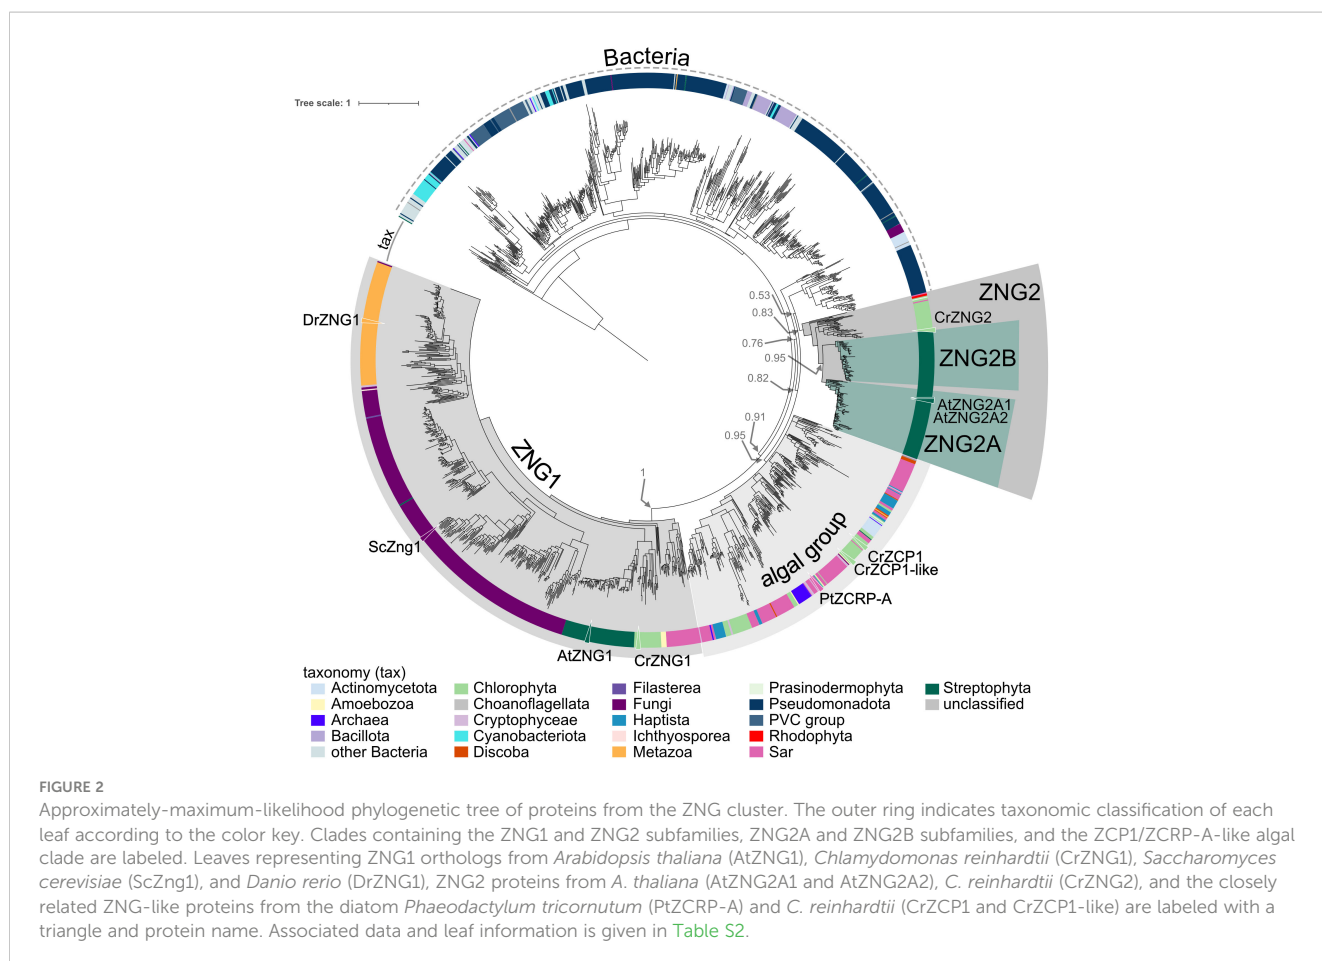 Bacteria
Tree scale: 1
tax
ZNG2
0.53
0.83
CrZNG2
DrZNG1
0.76
0.95
ZNG2B
0.82
AtZNG2A1
AtZNG2A2
0.91
ZNG2A
0.95
ZNG1
1
algal group
ScZng1
CrZCP1
CrZCP1-like
PtZCRP-A
AtZNG1
CrZNG1
taxonomy (tax)
Actinomycetota Chlorophyta Filasterea Prasinodermophyta Streptophyta
Amoebozoa Choanoflagellata Fungi Pseudomonadota unclassified
Archaea Cryptophyceae Haptista PVC group
Bacillota Cyanobacteriota Ichthyosporea Rhodophyta
other Bacteria Discoba Metazoa Sar
FIGURE 2
Approximately-maximum-likelihood phylogenetic tree of proteins from the ZNG cluster. The outer ring indicates taxonomic classification of each
leaf according to the color key. Clades containing the ZNG1 and ZNG2 subfamilies, ZNG2A and ZNG2B subfamilies, and the ZCP1/ZCRP-A-like algal
clade are labeled. Leaves representing ZNG1 orthologs from Arabidopsis thaliana (AtZNG1), Chlamydomonas reinhardtii (CrZNG1), Saccharomyces
cerevisiae (ScZng1), and Danio rerio (DrZNG1), ZNG2 proteins from A. thaliana (AtZNG2A1 and AtZNG2A2), C. reinhardtii (CrZNG2), and the closely
related ZNG-like proteins from the diatom Phaeodactylum tricornutum (PtZCRP-A) and C. reinhardtii (CrZCP1 and CrZCP1-like) are labeled with a
triangle and protein name. Associated data and leaf information is given in Table S2.